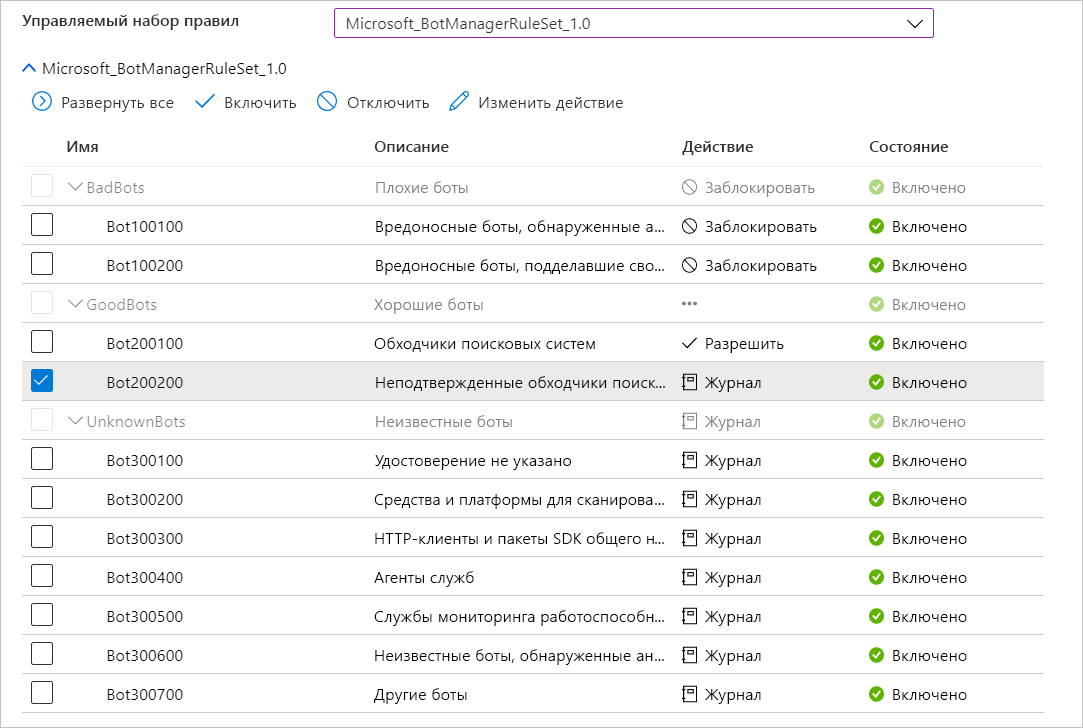 Управляемый набор правил Microsoft_BotManagerRuleSet_1.0
Microsoft_BotManagerRuleSet_1.0
Развернуть все Включить Отключить Изменить действие
Имя Описание Действие Состояние
BadBots Плохие боты Заблокировать Включено
Bot100100 Вредоносные боты, обнаруженные а... Заблокировать Включено
Bot100200 Вредоносные боты, подделавшие сво... Заблокировать Включено
GoodBots Хорошие боты ••• Включено
Bot200100 Обходчики поисковых систем Разрешить Включено
Bot200200 Неподтвержденные обходчики поиск... Журнал Включено
UnknownBots Неизвестные боты Журнал Включено
Bot300100 Удостоверение не указано Журнал Включено
Bot300200 Средства и платформы для сканирова... Журнал Включено
Bot300300 HTTP-клиенты и пакеты SDK общего н... Журнал Включено
Bot300400 Агенты служб Журнал Включено
Bot300500 Службы мониторинга работоспособн... Журнал Включено
Bot300600 Неизвестные боты, обнаруженные ан... Журнал Включено
Bot300700 Другие боты Журнал Включено